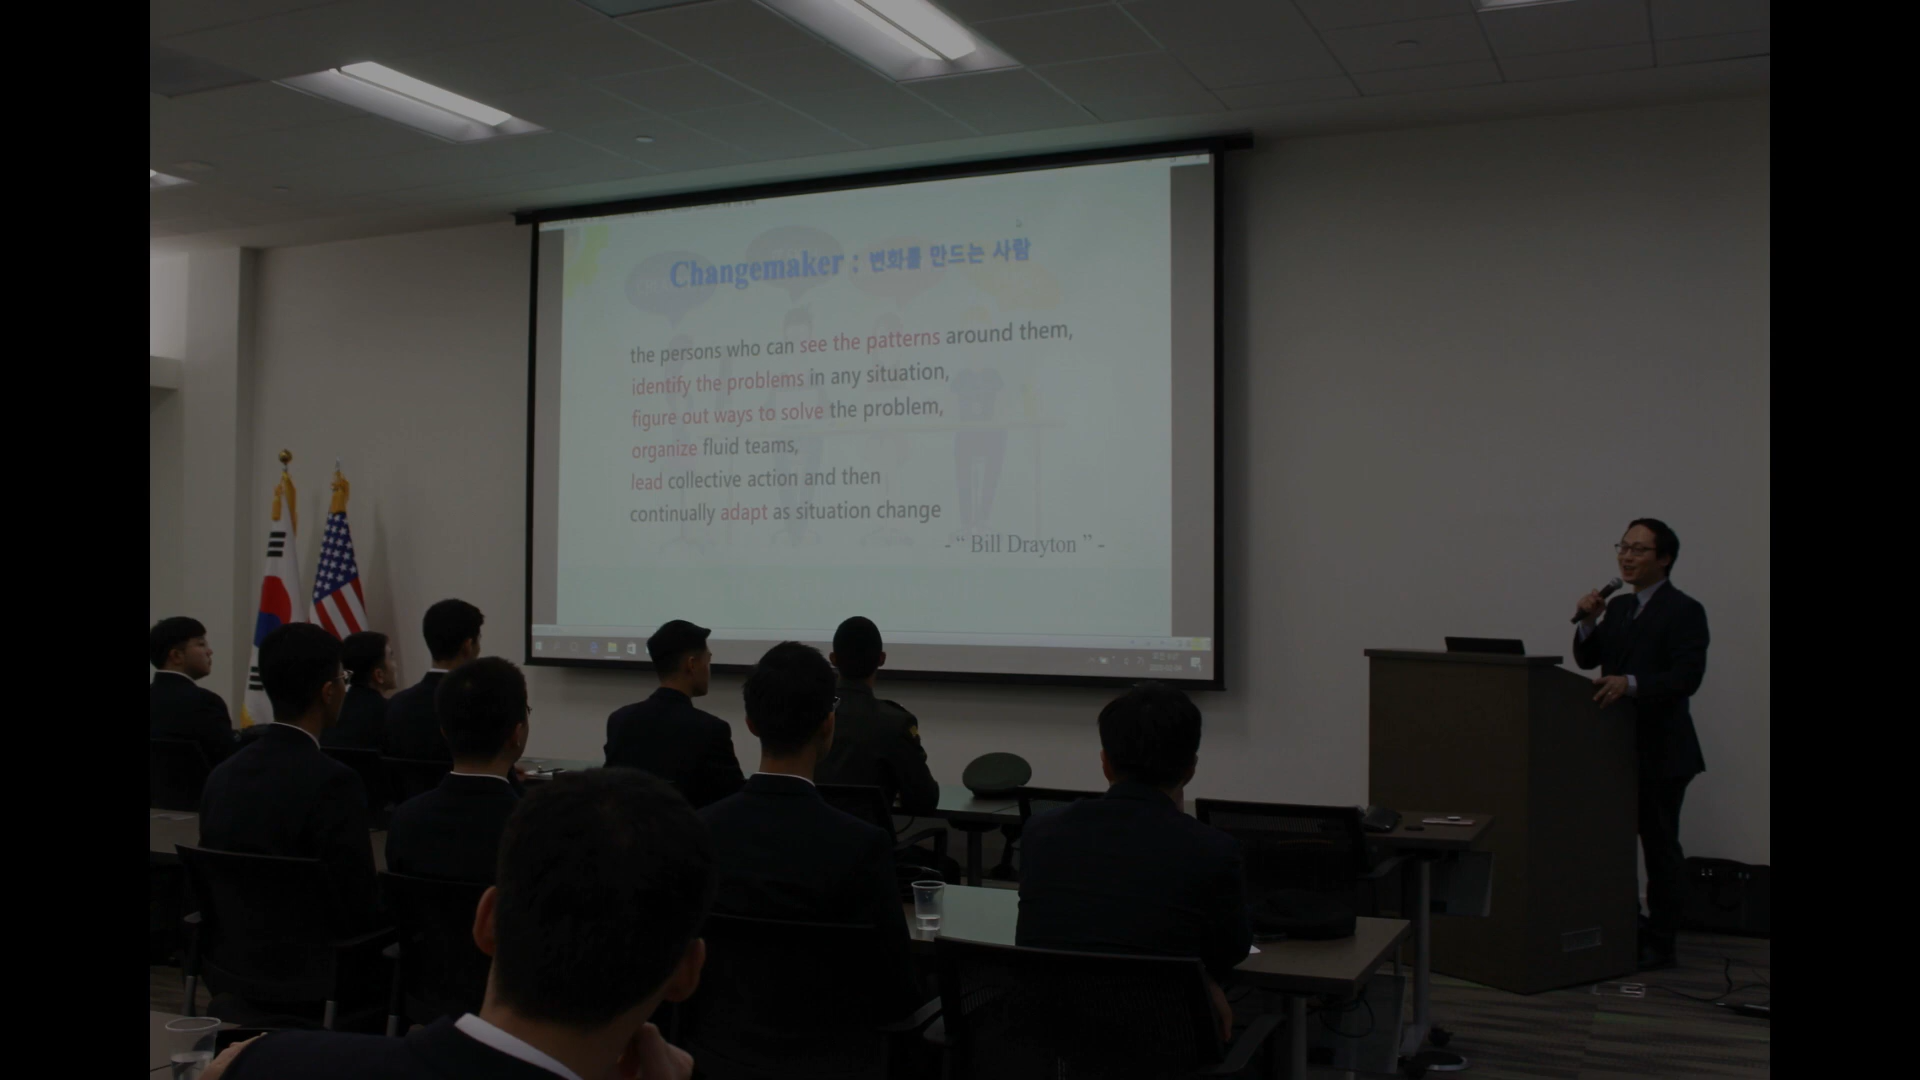 Changemaker : 변화를 만드는 사람
the persons who can see the patterns around them,
identify the problems in any situation,
figure out ways to solve the problem,
organize fluid teams,
lead collective action and then
continually adapt as situation change
- “ Bill Drayton ” -